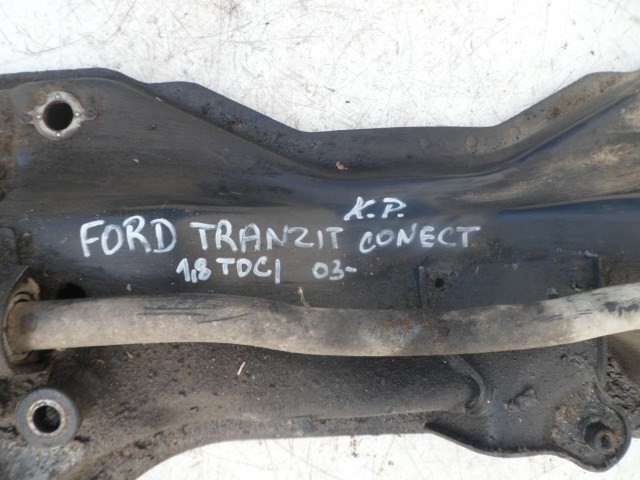 K.P.
FORD TRANZIT CONECT
1,8 TDCI 03-